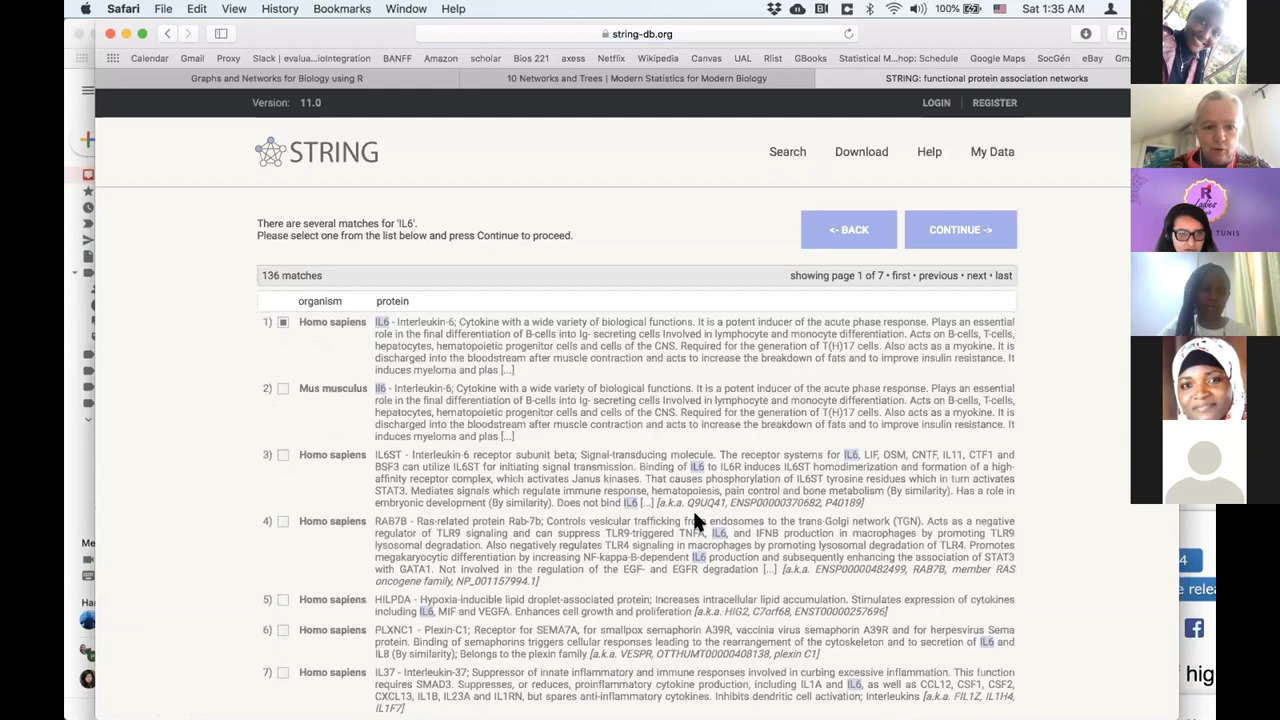 Safari File Edit View History Bookmarks Window Help 100% Sat 1:35 AM
string-db.org
Calendar Gmail Proxy Slack | evalua...IntegrationGroup BANFF Amazon scholar Bios 221 axess Netflix Wikipedia Canvas UAL Rlist GBooks Statistical M...hop: Schedule Google Maps SocGén eBay
Graphs and Networks for Biology using R 10 Networks and Trees | Modern Statistics for Modern Biology STRING: functional protein association networks
Version: 11.0 LOGIN | REGISTER
STRING Search Download Help My Data
There are several matches for 'IL6'.
Please select one from the list below and press Continue to proceed.
<- BACK CONTINUE ->
136 matches showing page 1 of 7 • first • previous • next • last
organism protein
1) Homo sapiens IL6 - Interleukin-6; Cytokine with a wide variety of biological functions. It is a potent inducer of the acute phase response. Plays an essential
role in the final differentiation of B-cells into Ig- secreting cells Involved in lymphocyte and monocyte differentiation. Acts on B-cells, T-cells,
hepatocytes, hematopoietic progenitor cells and cells of the CNS. Required for the generation of T(H)17 cells. Also acts as a myokine. It is
discharged into the bloodstream after muscle contraction and acts to increase the breakdown of fats and to improve insulin resistance. It
induces myeloma and plas [...]
2) Mus musculus Il6 - Interleukin-6; Cytokine with a wide variety of biological functions. It is a potent inducer of the acute phase response. Plays an essential
role in the final differentiation of B-cells into Ig- secreting cells Involved in lymphocyte and monocyte differentiation. Acts on B-cells, T-cells,
hepatocytes, hematopoietic progenitor cells and cells of the CNS. Required for the generation of T(H)17 cells. Also acts as a myokine. It is
discharged into the bloodstream after muscle contraction and acts to increase the breakdown of fats and to improve insulin resistance. It
induces myeloma and plas [...]
3) Homo sapiens IL6ST - Interleukin-6 receptor subunit beta; Signal-transducing molecule. The receptor systems for IL6, LIF, OSM, CNTF, IL11, CTF1 and
BSF3 can utilize IL6ST for initiating signal transmission. Binding of IL6 to IL6R induces IL6ST homodimerization and formation of a high-
affinity receptor complex, which activates Janus kinases. That causes phosphorylation of IL6ST tyrosine residues which in turn activates
STAT3. Mediates signals which regulate immune response, hematopoiesis, pain control and bone metabolism (By similarity). Has a role in
embryonic development (By similarity). Does not bind IL6 [...] [a.k.a. Q9UQ41, ENSP00000370682, P40189]
4) Homo sapiens RAB7B - Ras-related protein Rab-7b; Controls vesicular trafficking from endosomes to the trans-Golgi network (TGN). Acts as a negative
regulator of TLR9 signaling and can suppress TLR9-triggered TNFA, IL6, and IFNB production in macrophages by promoting TLR9
lysosomal degradation. Also negatively regulates TLR4 signaling in macrophages by promoting lysosomal degradation of TLR4. Promotes
megakaryocytic differentiation by increasing NF-kappa-B-dependent IL6 production and subsequently enhancing the association of STAT3
with GATA1. Not involved in the regulation of the EGF- and EGFR degradation [...] [a.k.a. ENSP00000482499, RAB7B, member RAS
oncogene family, NP_001157994.1]
5) Homo sapiens HILPDA - Hypoxia-inducible lipid droplet-associated protein; Increases intracellular lipid accumulation. Stimulates expression of cytokines
including IL6, MIF and VEGFA. Enhances cell growth and proliferation [a.k.a. HIG2, C7orf68, ENST00000257696]
6) Homo sapiens PLXNC1 - Plexin-C1; Receptor for SEMA7A, for smallpox semaphorin A39R, vaccinia virus semaphorin A39R and for herpesvirus Sema
protein. Binding of semaphorins triggers cellular responses leading to the rearrangement of the cytoskeleton and to secretion of IL6 and
IL8 (By similarity); Belongs to the plexin family [a.k.a. VESPR, OTTHUMT00000408138, plexin C1]
7) Homo sapiens IL37 - Interleukin-37; Suppressor of innate inflammatory and immune responses involved in curbing excessive inflammation. This function
requires SMAD3. Suppresses, or reduces, proinflammatory cytokine production, including IL1A and IL6, as well as CCL12, CSF1, CSF2,
CXCL13, IL1B, IL23A and IL1RN, but spares anti-inflammatory cytokines. Inhibits dendritic cell activation; Interleukins [a.k.a. FIL1Z, IL1H4,
IL1F7]
R
Ladies
TUNIS